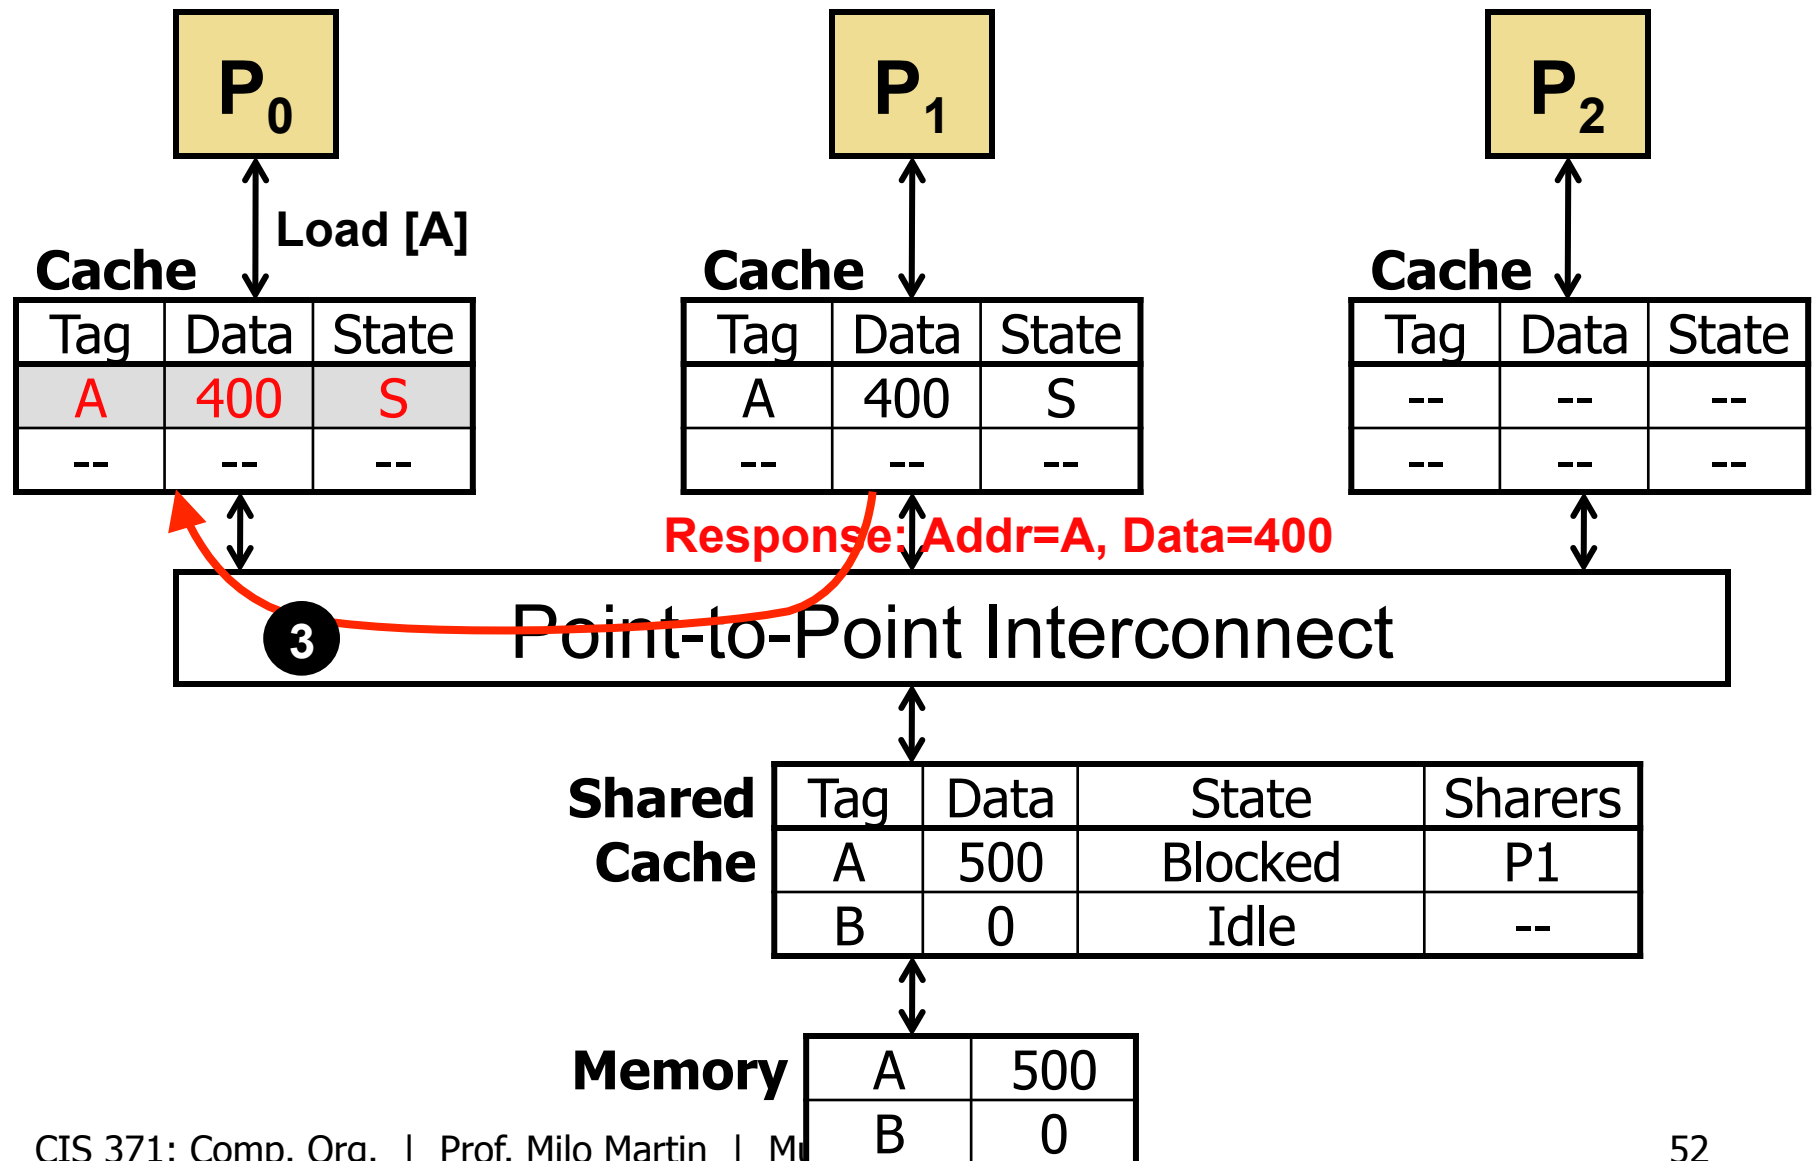 P0 P1 P2
Load [A]
Cache Cache Cache
Tag Data State Tag Data State Tag Data State
A 400 S A 400 S -- -- --
-- -- -- -- -- -- -- -- --
Response: Addr=A, Data=400
3 Point-to-Point Interconnect
Shared Tag Data State Sharers
Cache A 500 Blocked P1
B 0 Idle --
Memory A 500
B 0
CIS 371: Comp. Org. | Prof. Milo Martin | 52